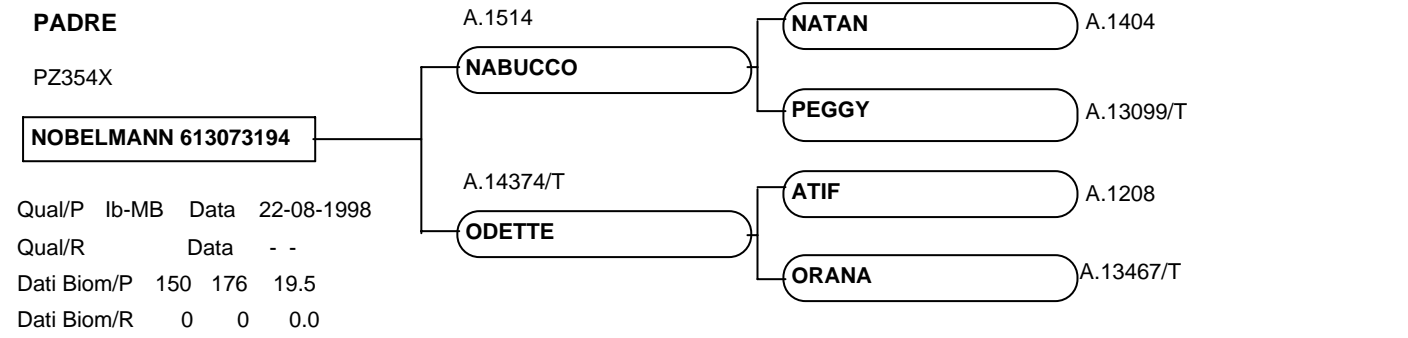 PADRE
PZ354X
NOBELMANN 613073194
Qual/P Ib-MB Data 22-08-1998
Qual/R Data - -
Dati Biom/P 150 176 19.5
Dati Biom/R 0 0 0.0
A.1514
NABUCCO
A.14374/T
ODETTE
NATAN A.1404
PEGGY A.13099/T
ATIF A.1208
ORANA A.13467/T